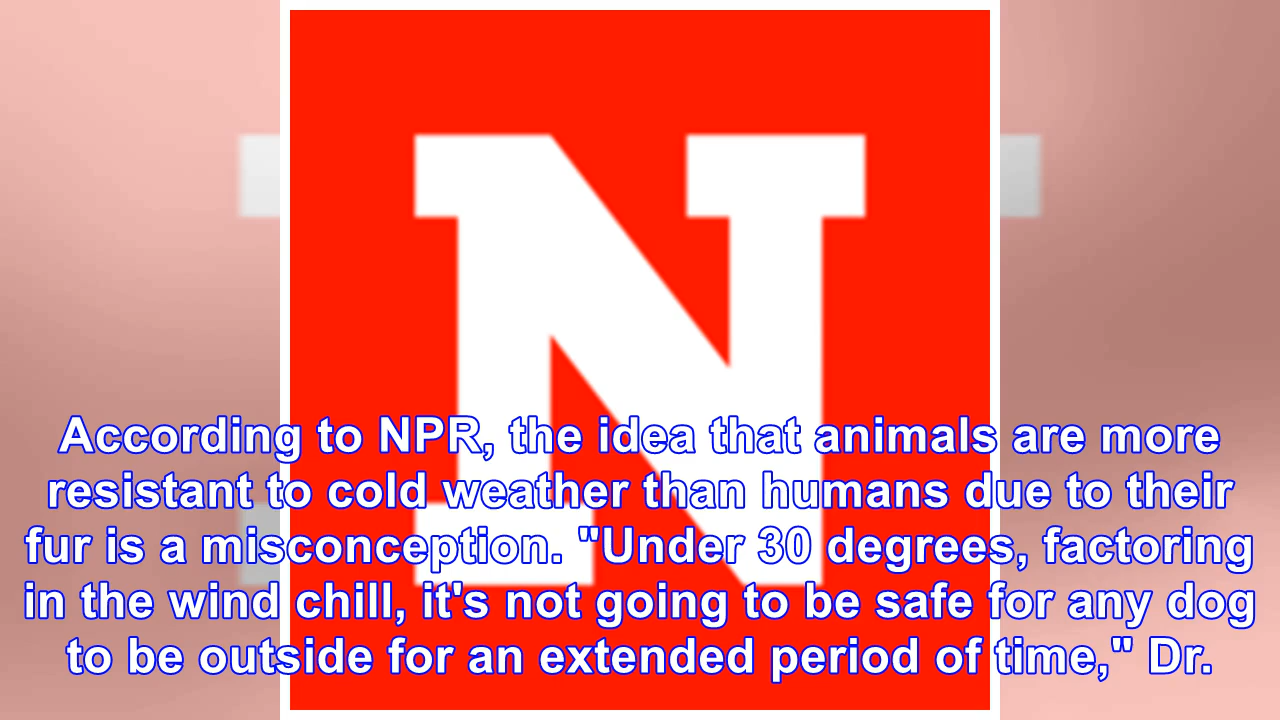 N
According to NPR, the idea that animals are more
resistant to cold weather than humans due to their
fur is a misconception. "Under 30 degrees, factoring
in the wind chill, it's not going to be safe for any dog
to be outside for an extended period of time," Dr.